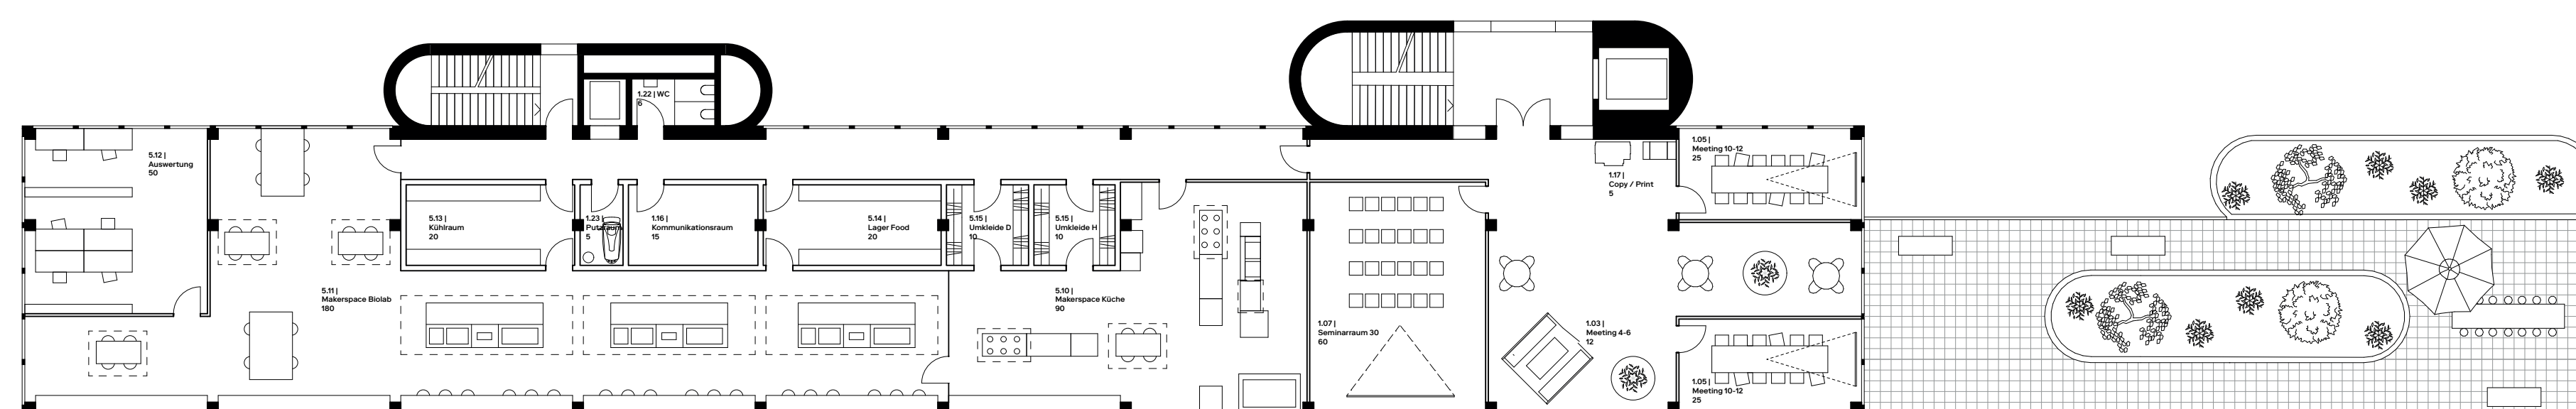 1.22 | WC
6
5.12 |
Auswertung
50
1.05 |
Meeting 10-12
25
1.17 |
Copy / Print
5
5.13 |
Kühlraum
20
1.23 |
Putzraum
5
1.16 |
Kommunikationsraum
15
5.14 |
Lager Food
20
5.15 |
Umkleide D
10
5.15 |
Umkleide H
10
5.11 |
Makerspace Biolab
180
5.10 |
Makerspace Küche
90
1.07 |
Seminarraum 30
60
1.03 |
Meeting 4-6
12
1.05 |
Meeting 10-12
25